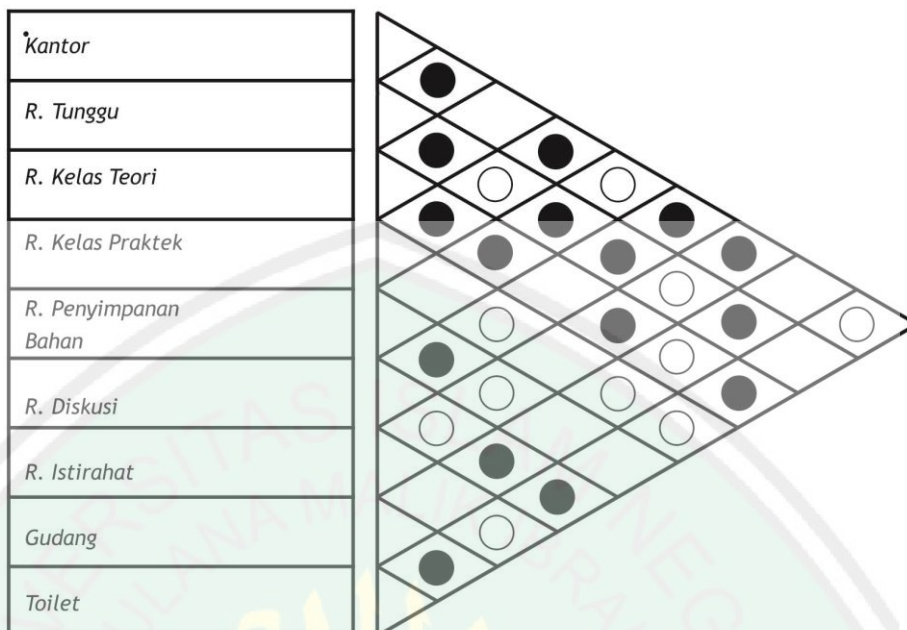 Kantor
R. Tunggu
R. Kelas Teori
R. Kelas Praktek
R. Penyimpanan
Bahan
R. Diskusi
R. Istirahat
Gudang
Toilet